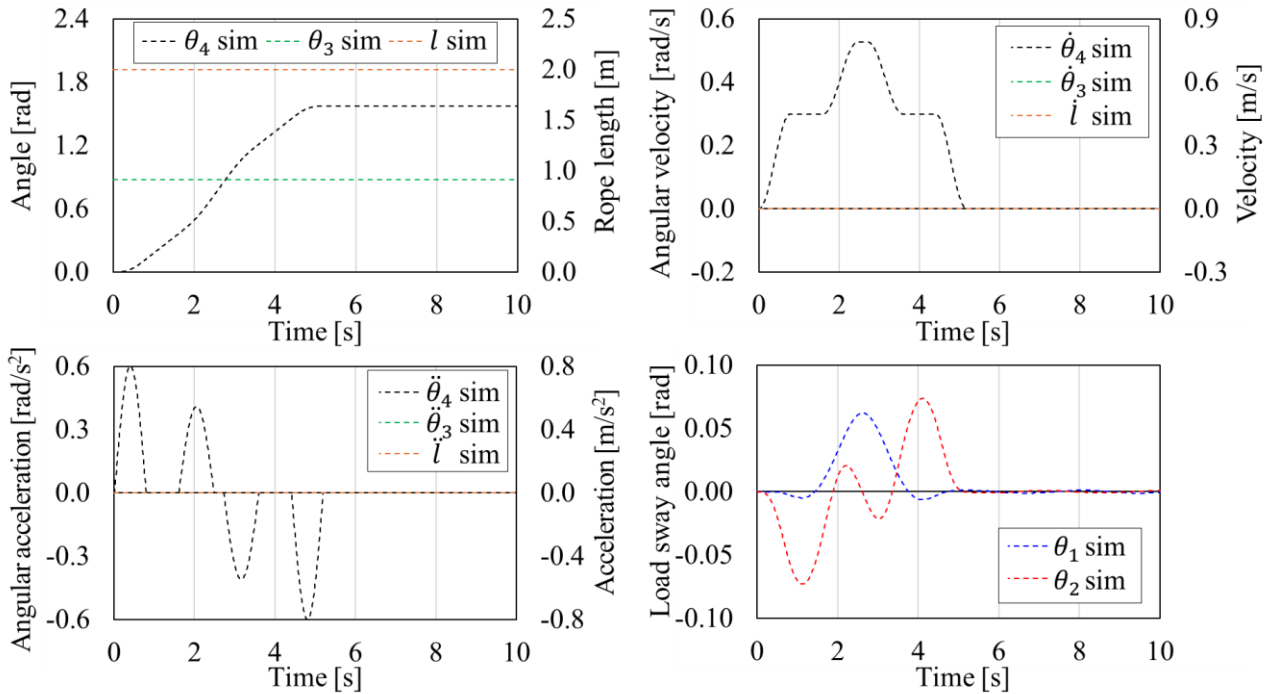 Angle [rad]
2.4
1.8
1.2
0.6
0.0
θ₄ sim θ₃ sim l sim
2.5
2.0
1.5
1.0
0.5
0.0
Rope length [m]
0 2 4 6 8 10
Time [s]
Angular velocity [rad/s]
0.6
0.4
0.2
0.0
-0.2
θ̇₄ sim
θ̇₃ sim
l̇ sim
0.9
0.6
0.3
0.0
-0.3
Velocity [m/s]
0 2 4 6 8 10
Time [s]
Angular acceleration [rad/s²]
0.6
0.3
0.0
-0.3
-0.6
θ̈₄ sim
θ̈₃ sim
l̈ sim
0.8
0.4
0.0
-0.4
-0.8
Acceleration [m/s²]
0 2 4 6 8 10
Time [s]
Load sway angle [rad]
0.10
0.05
0.00
-0.05
-0.10
θ₁ sim
θ₂ sim
0 2 4 6 8 10
Time [s]